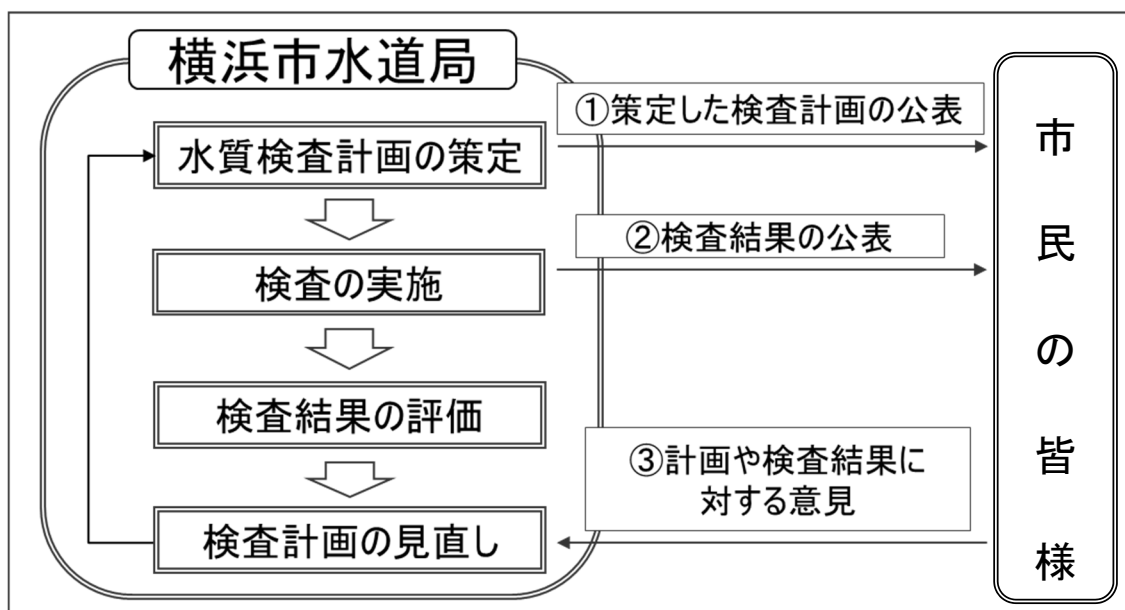 横浜市水道局
①策定した検査計画の公表
水質検査計画の策定
②検査結果の公表
検査の実施
検査結果の評価
③計画や検査結果に
対する意見
検査計画の見直し
市民の皆様